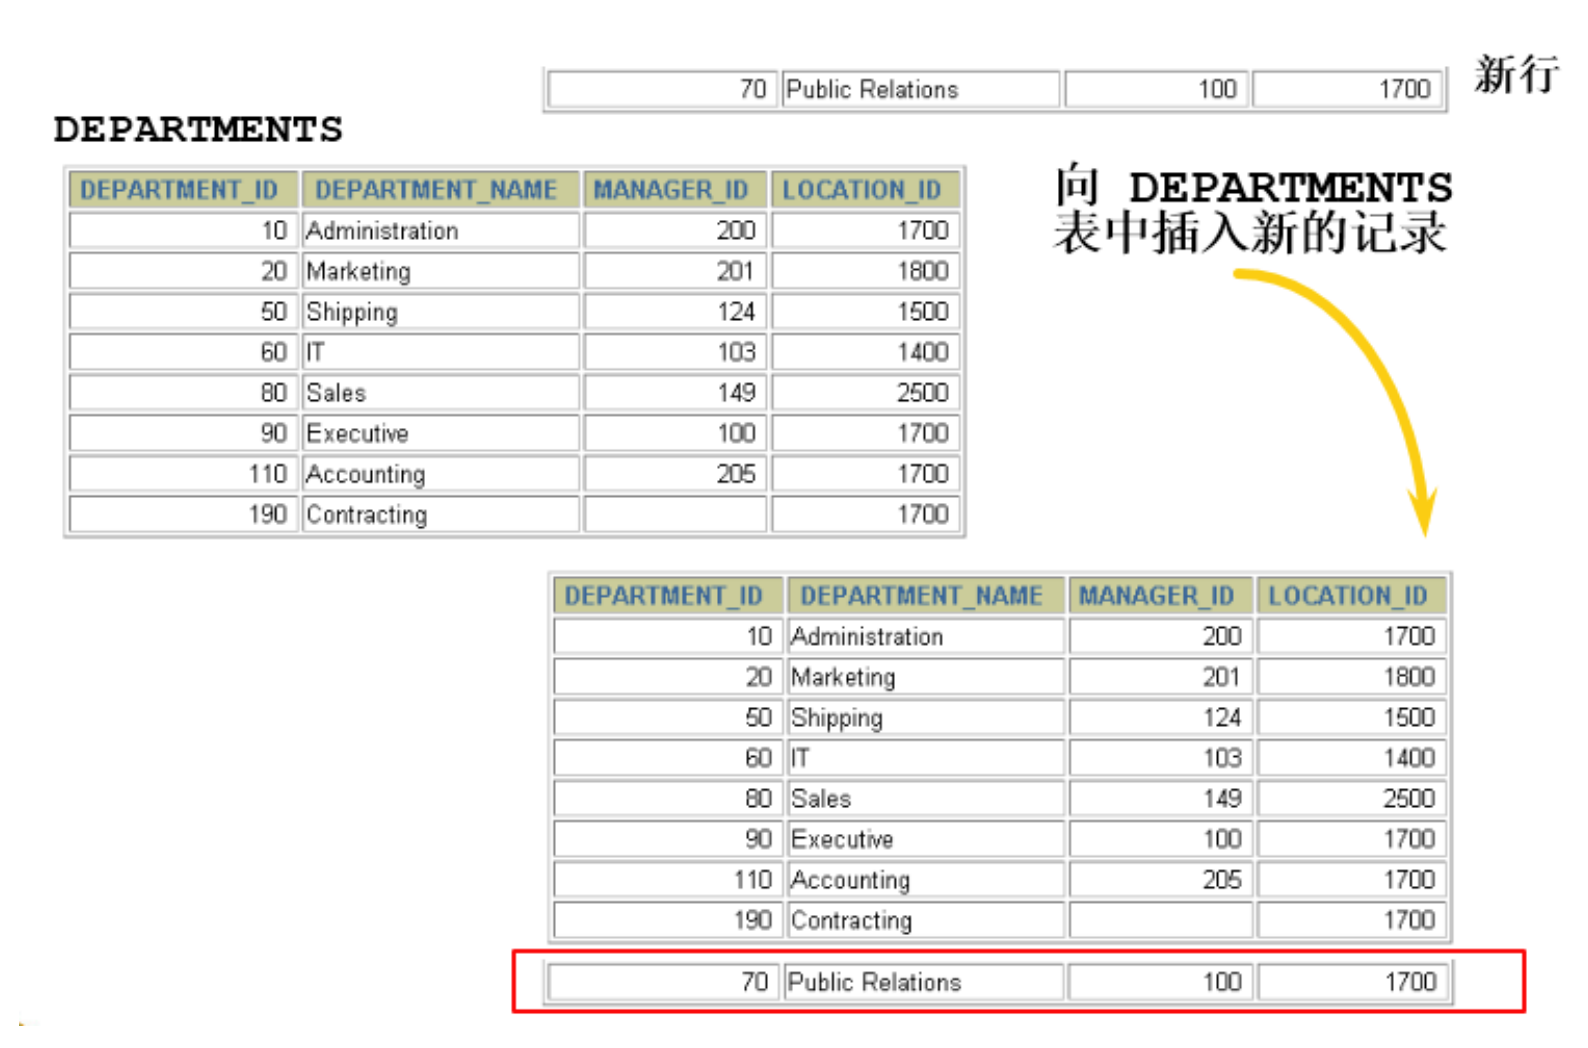 70 Public Relations 100 1700 新行
DEPARTMENTS
DEPARTMENT_ID DEPARTMENT_NAME MANAGER_ID LOCATION_ID
10 Administration 200 1700
20 Marketing 201 1800
50 Shipping 124 1500
60 IT 103 1400
80 Sales 149 2500
90 Executive 100 1700
110 Accounting 205 1700
190 Contracting 1700
向 DEPARTMENTS
表中插入新的记录
DEPARTMENT_ID DEPARTMENT_NAME MANAGER_ID LOCATION_ID
10 Administration 200 1700
20 Marketing 201 1800
50 Shipping 124 1500
60 IT 103 1400
80 Sales 149 2500
90 Executive 100 1700
110 Accounting 205 1700
190 Contracting 1700
70 Public Relations 100 1700